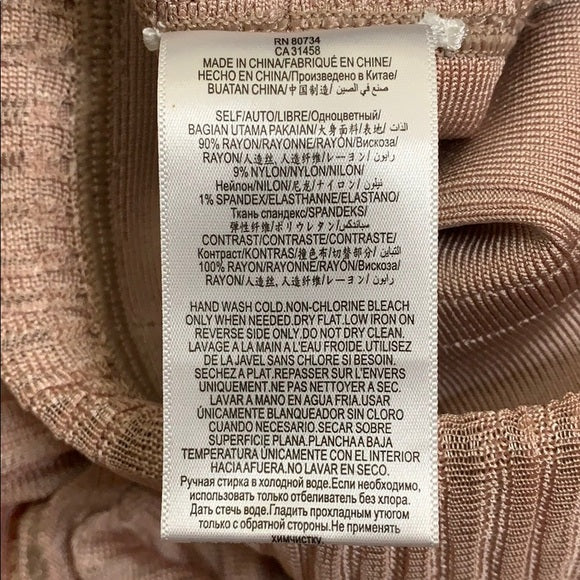 RN 80734
CA 31458
MADE IN CHINA/FABRIQUÉ EN CHINE/
HECHO EN CHINA/Произведено в Китае/
BUATAN CHINA/中国制造/ صنع في الصين/
SELF/AUTO/LIBRE/Одноцветный/
BAGIAN UTAMA PAKAIAN/大身面料/表地/ الذات/
90% RAYON/RAYONNE/RAYÓN/Вискоза/
RAYON/人造丝, 人造纤维/レーヨン/ رايون/
9% NYLON/NYLON/NILON/
Нейлон/NILON/尼龙/ナイロン/ نيلون/
1% SPANDEX/ELASTHANNE/ELASTANO/
Ткань спандекс/SPANDEKS/
弹性纤维/ポリウレタン/ سباندكس/
CONTRAST/CONTRASTE/CONTRASTE/
Контраст/KONTRAS/撞色布/切替部分/ التباين/
100% RAYON/RAYONNE/RAYÓN/Вискоза/
RAYON/人造丝, 人造纤维/レーヨン/ رايون/
HAND WASH COLD.NON-CHLORINE BLEACH
ONLY WHEN NEEDED.DRY FLAT.LOW IRON ON
REVERSE SIDE ONLY.DO NOT DRY CLEAN.
LAVAGE A LA MAIN A L'EAU FROIDE.UTILISEZ
DE LA JAVEL SANS CHLORE SI BESOIN.
SECHEZ A PLAT.REPASSER SUR L'ENVERS
UNIQUEMENT.NE PAS NETTOYER A SEC.
LAVAR A MANO EN AGUA FRIA.USAR
ÚNICAMENTE BLANQUEADOR SIN CLORO
CUANDO NECESARIO.SECAR SOBRE
SUPERFICIE PLANA.PLANCHA A BAJA
TEMPERATURA ÚNICAMENTE CON EL INTERIOR
HACIA AFUERA.NO LAVAR EN SECO.
Ручная стирка в холодной воде.Если необходимо,
использовать только отбеливатель без хлора.
Дать стечь воде.Гладить прохладным утюгом
только с обратной стороны.Не применять
химчистку.